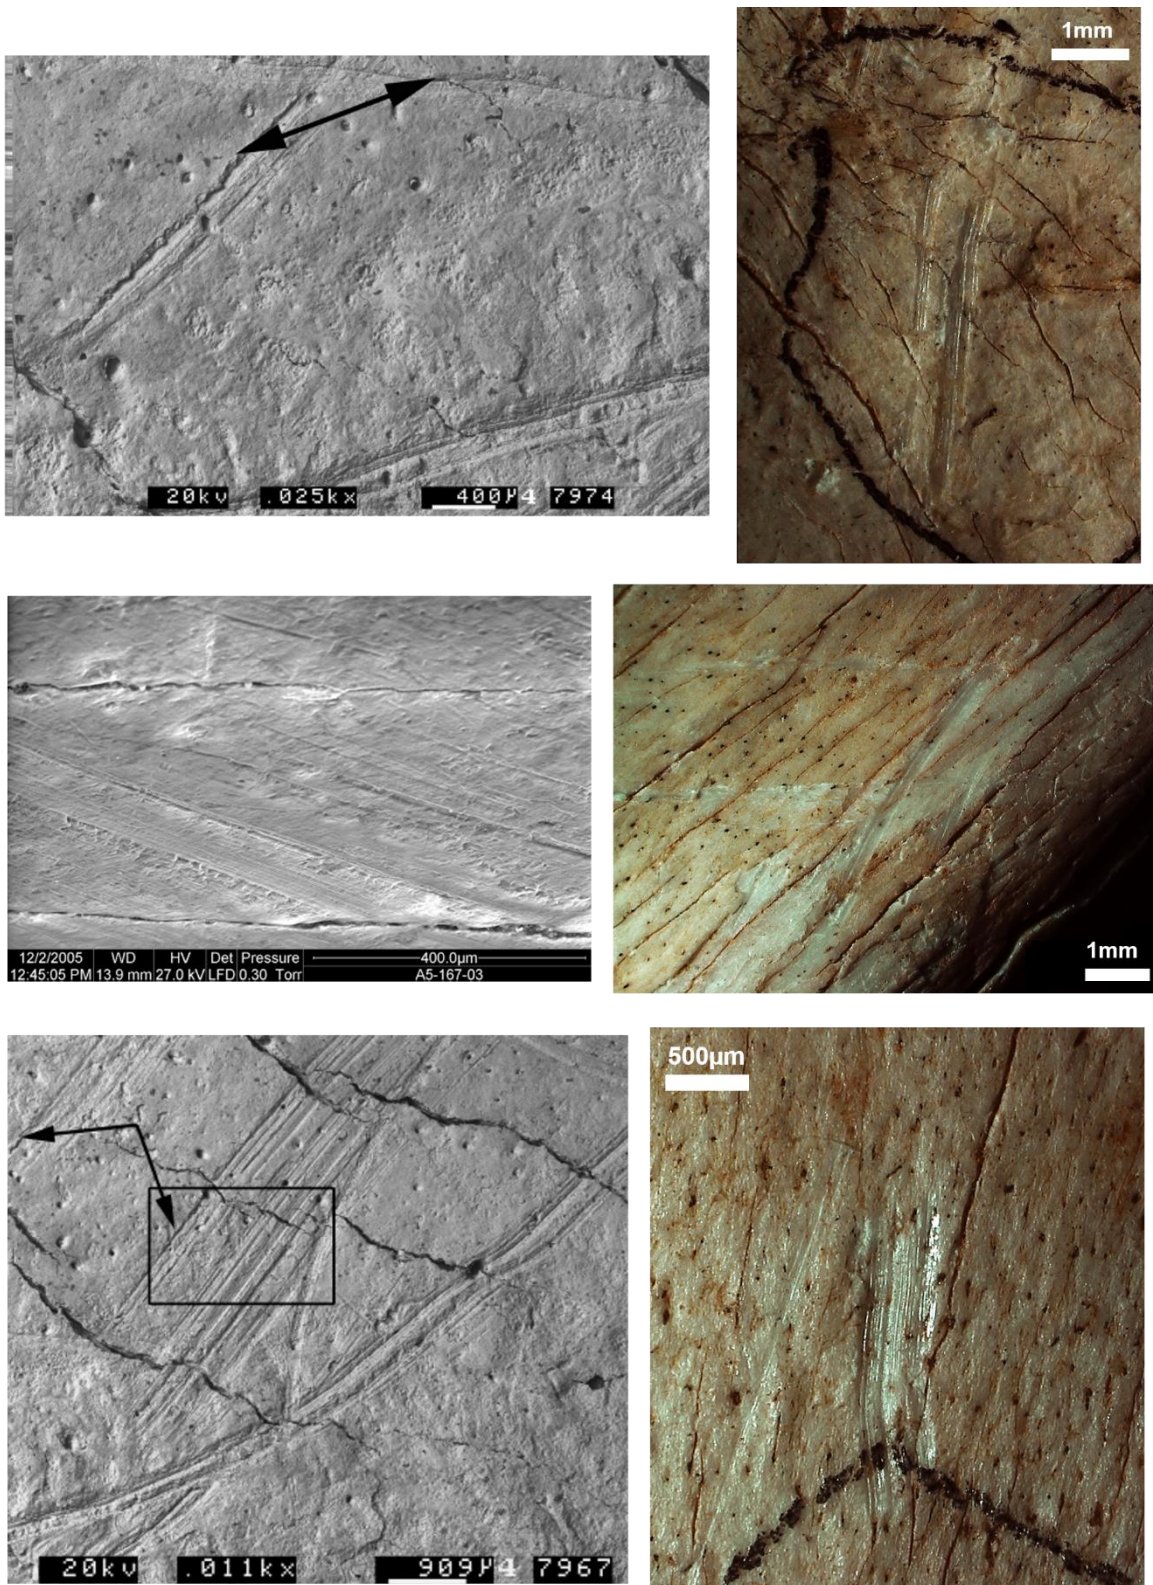 1mm
20kv .025kx 400µ4 7974
12/2/2005 WD HV Det Pressure 400.0µm
12:45:05 PM 13.9 mm 27.0 kV LFD 0.30 Torr A5-167-03
1mm
500µm
20kv .011kx 909µ4 7967